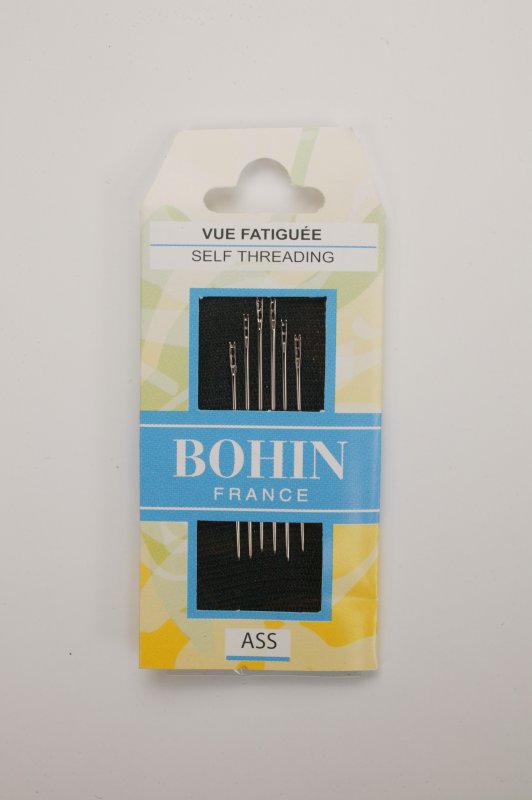 VUE FATIGUÉE
SELF THREADING
BOHIN
FRANCE
ASS